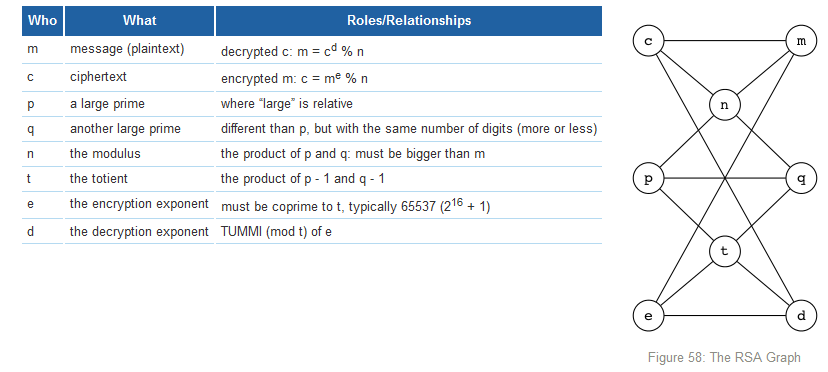 Who What Roles/Relationships
m message (plaintext) decrypted c: m = cᵈ % n
c ciphertext encrypted m: c = mᵉ % n
p a large prime where “large” is relative
q another large prime different than p, but with the same number of digits (more or less)
n the modulus the product of p and q: must be bigger than m
t the totient the product of p - 1 and q - 1
e the encryption exponent must be coprime to t, typically 65537 (2¹⁶ + 1)
d the decryption exponent TUMMI (mod t) of e
c m
n
p q
t
e d
Figure 58: The RSA Graph